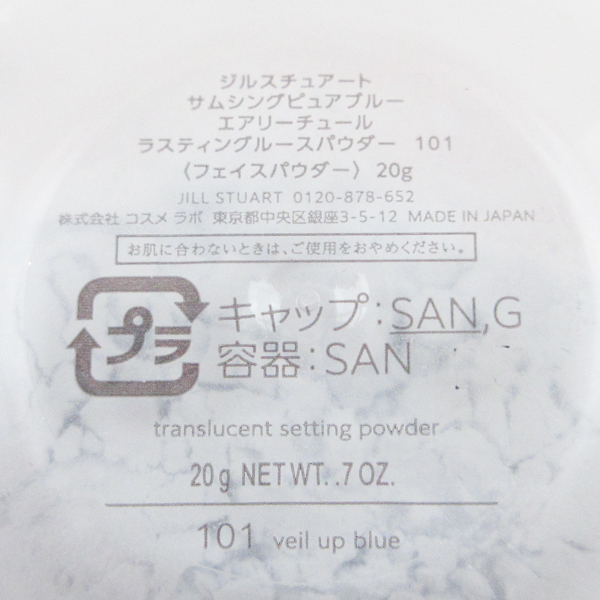 ジルスチュアート
サムシングピュアブルー
エアリーチュール
ラスティングルースパウダー 101
〈フェイスパウダー〉 20g
JILL STUART 0120-878-652
株式会社 コスメ ラボ 東京都中央区銀座3-5-12 MADE IN JAPAN
お肌に合わないときは、ご使用をおやめください。
プラ
キャップ:SAN,G
容器:SAN
translucent setting powder
20g NET WT. .7 OZ.
101 veil up blue